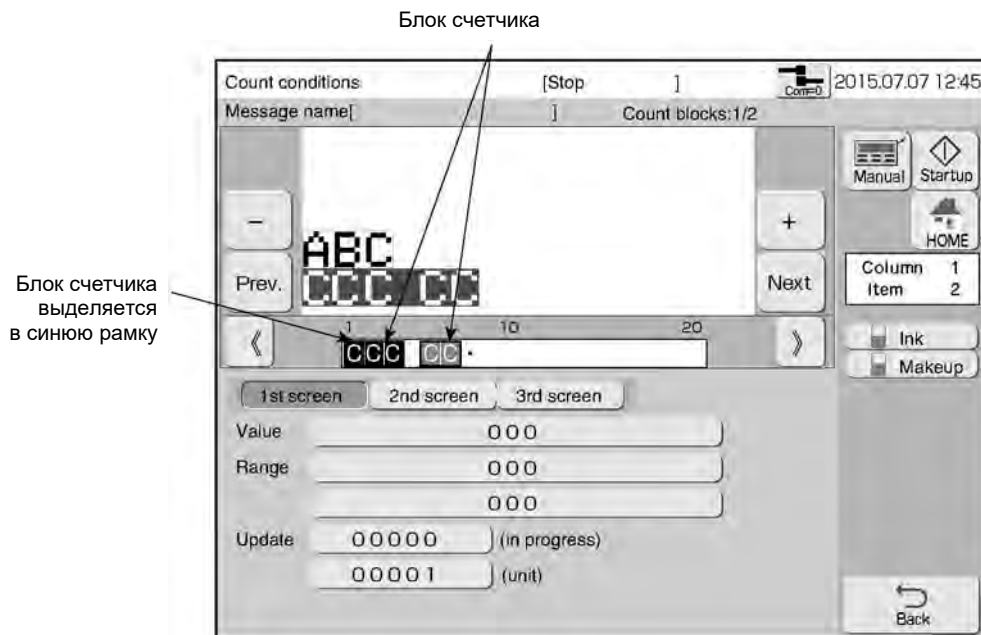 Блок счетчика
Count conditions [Stop ] Com=0 2015.07.07 12:45
Message name[ ] Count blocks:1/2
Manual Startup
− +
HOME
ABC
Prev. CCC CC Next
Column 1
Item 2
Блок счетчика
выделяется
в синюю рамку
1 10 20
《 CCC CC · 》
Ink
Makeup
1st screen 2nd screen 3rd screen
Value 000
Range 000
000
Update 00000 (in progress)
00001 (unit)
Back